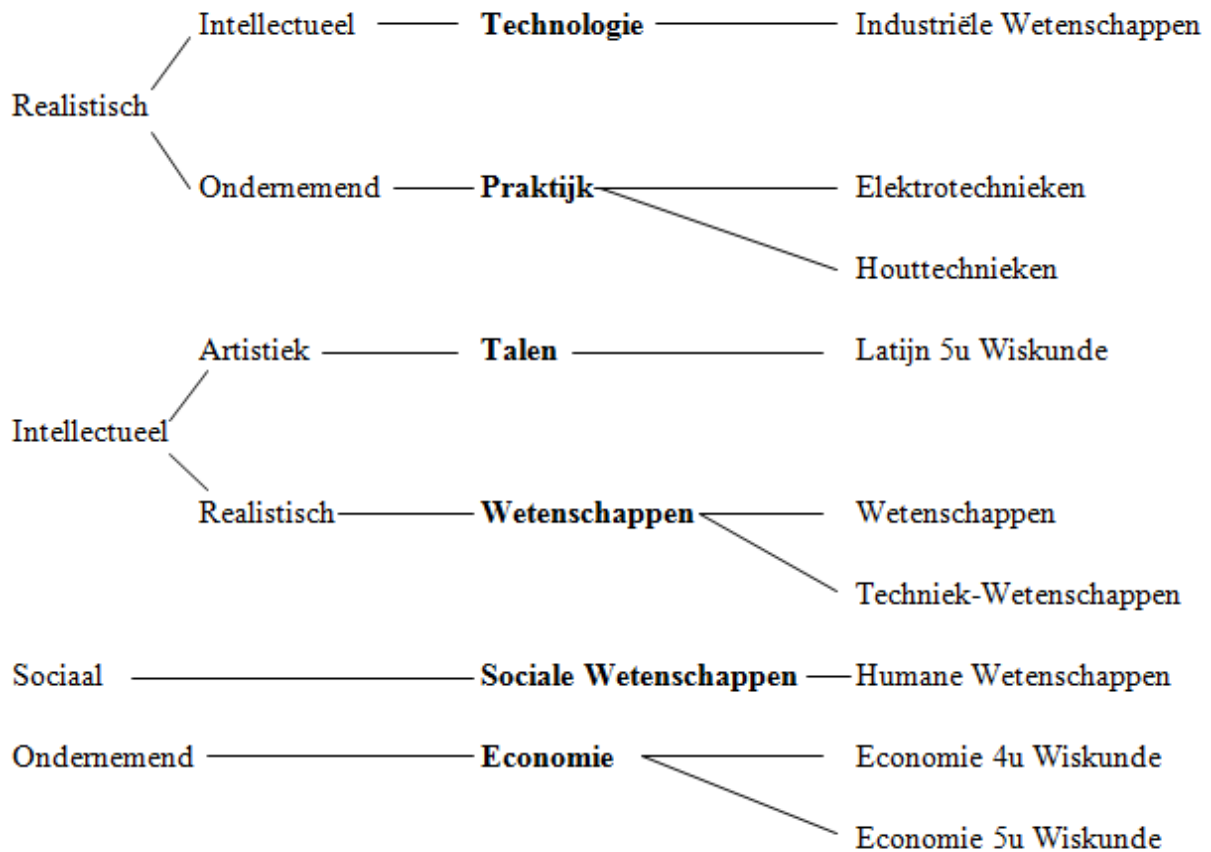 Intellectueel Technologie Industriële Wetenschappen
Realistisch
Ondernemend Praktijk Elektrotechnieken
Houttechnieken
Artistiek Talen Latijn 5u Wiskunde
Intellectueel
Realistisch Wetenschappen Wetenschappen
Techniek-Wetenschappen
Sociaal Sociale Wetenschappen Humane Wetenschappen
Ondernemend Economie Economie 4u Wiskunde
Economie 5u Wiskunde